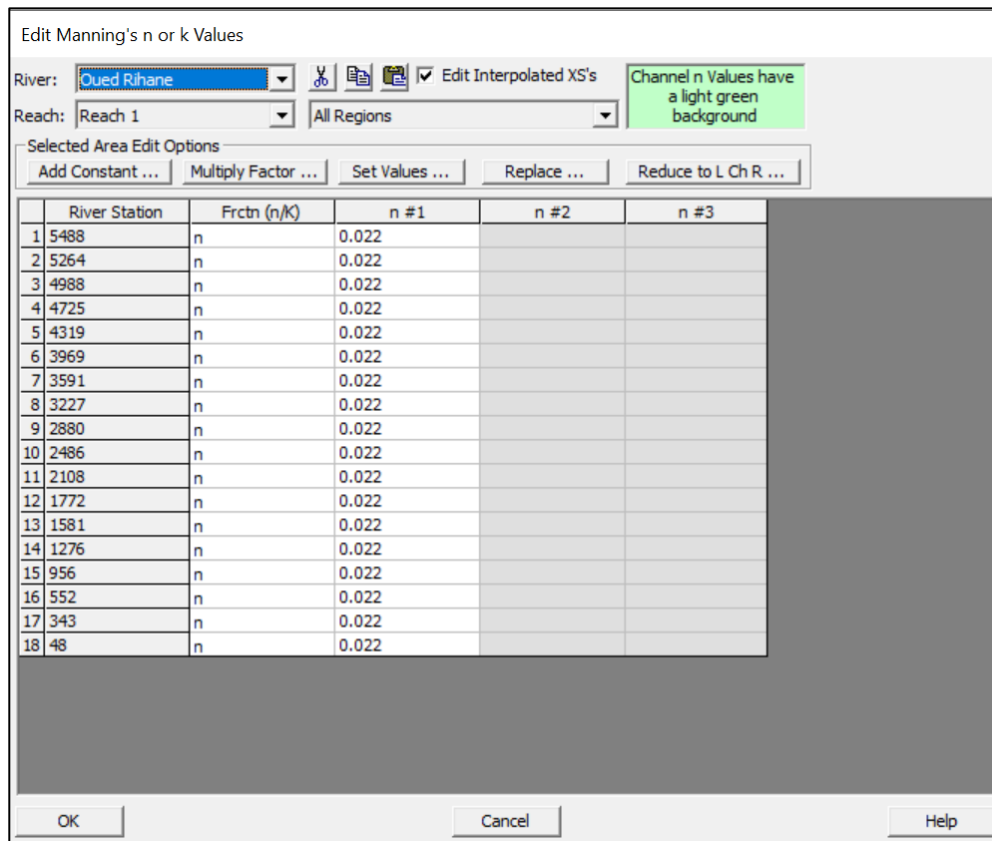 Edit Manning's n or k Values
River: Oued Rihane Edit Interpolated XS's
Channel n Values have
a light green
background
Reach: Reach 1 All Regions
Selected Area Edit Options
Add Constant ... Multiply Factor ... Set Values ... Replace ... Reduce to L Ch R ...
River Station Frctn (n/K) n #1 n #2 n #3
1 5488 n 0.022
2 5264 n 0.022
3 4988 n 0.022
4 4725 n 0.022
5 4319 n 0.022
6 3969 n 0.022
7 3591 n 0.022
8 3227 n 0.022
9 2880 n 0.022
10 2486 n 0.022
11 2108 n 0.022
12 1772 n 0.022
13 1581 n 0.022
14 1276 n 0.022
15 956 n 0.022
16 552 n 0.022
17 343 n 0.022
18 48 n 0.022
OK Cancel Help